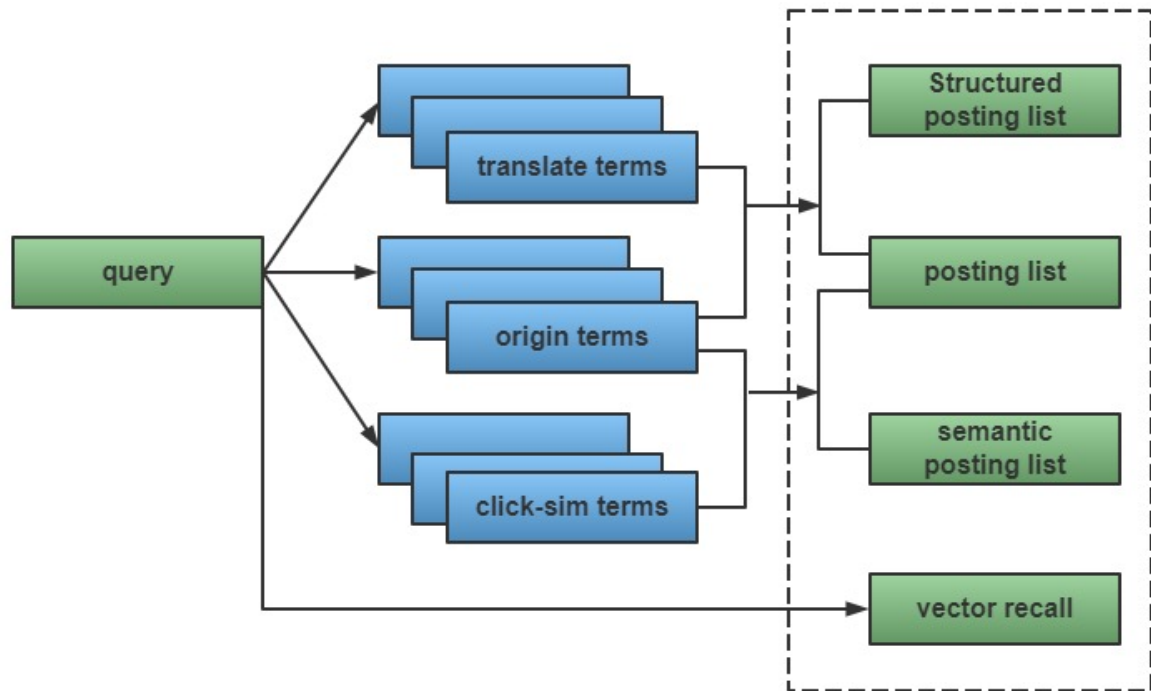 query
translate terms
origin terms
click-sim terms
Structured
posting list
posting list
semantic
posting list
vector recall